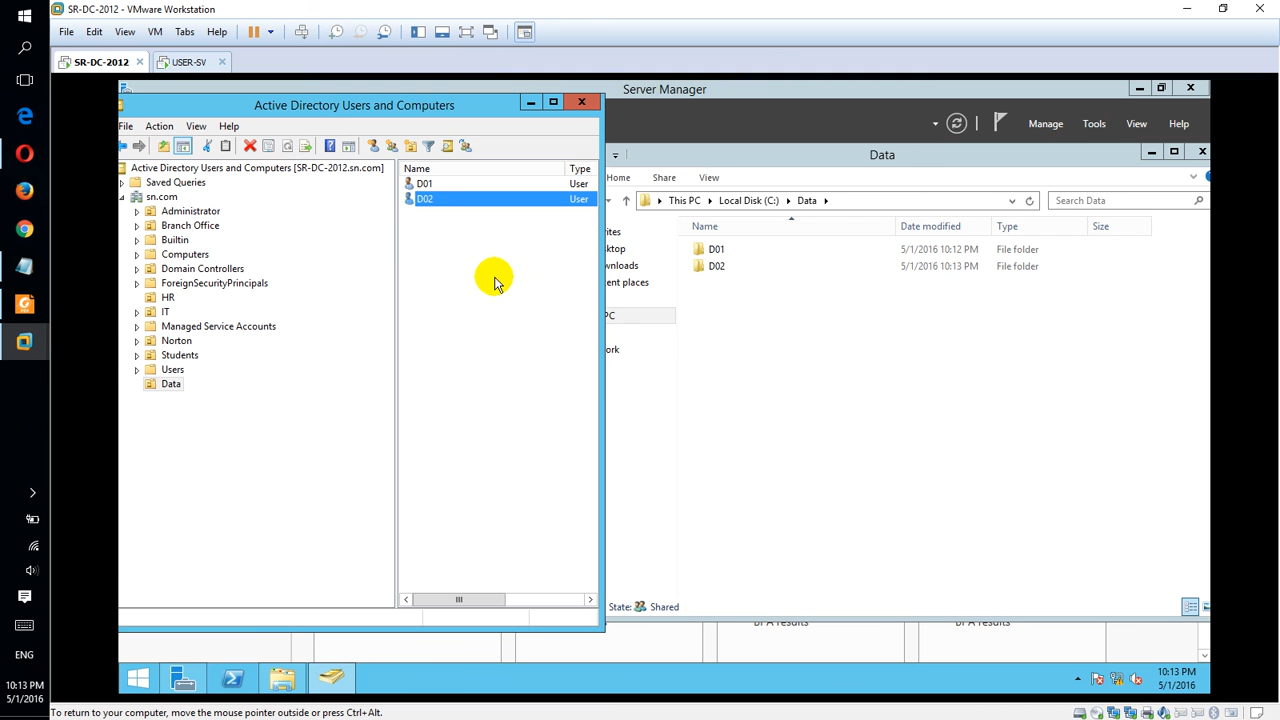 SR-DC-2012 - VMware Workstation
File Edit View VM Tabs Help
SR-DC-2012 USER-SV
Server Manager
Manage Tools View Help
Active Directory Users and Computers
File Action View Help
Active Directory Users and Computers [SR-DC-2012.sn.com]
Saved Queries
sn.com
Administrator
Branch Office
Builtin
Computers
Domain Controllers
ForeignSecurityPrincipals
HR
IT
Managed Service Accounts
Norton
Students
Users
Data
Name Type
D01 User
D02 User
Data
Home Share View
This PC Local Disk (C:) Data
Search Data
rites
sktop
wnloads
cent places
PC
work
Name Date modified Type Size
D01 5/1/2016 10:12 PM File folder
D02 5/1/2016 10:13 PM File folder
State: Shared
BPA results BPA results
10:13 PM
5/1/2016
ENG
10:13 PM
5/1/2016
To return to your computer, move the mouse pointer outside or press Ctrl+Alt.